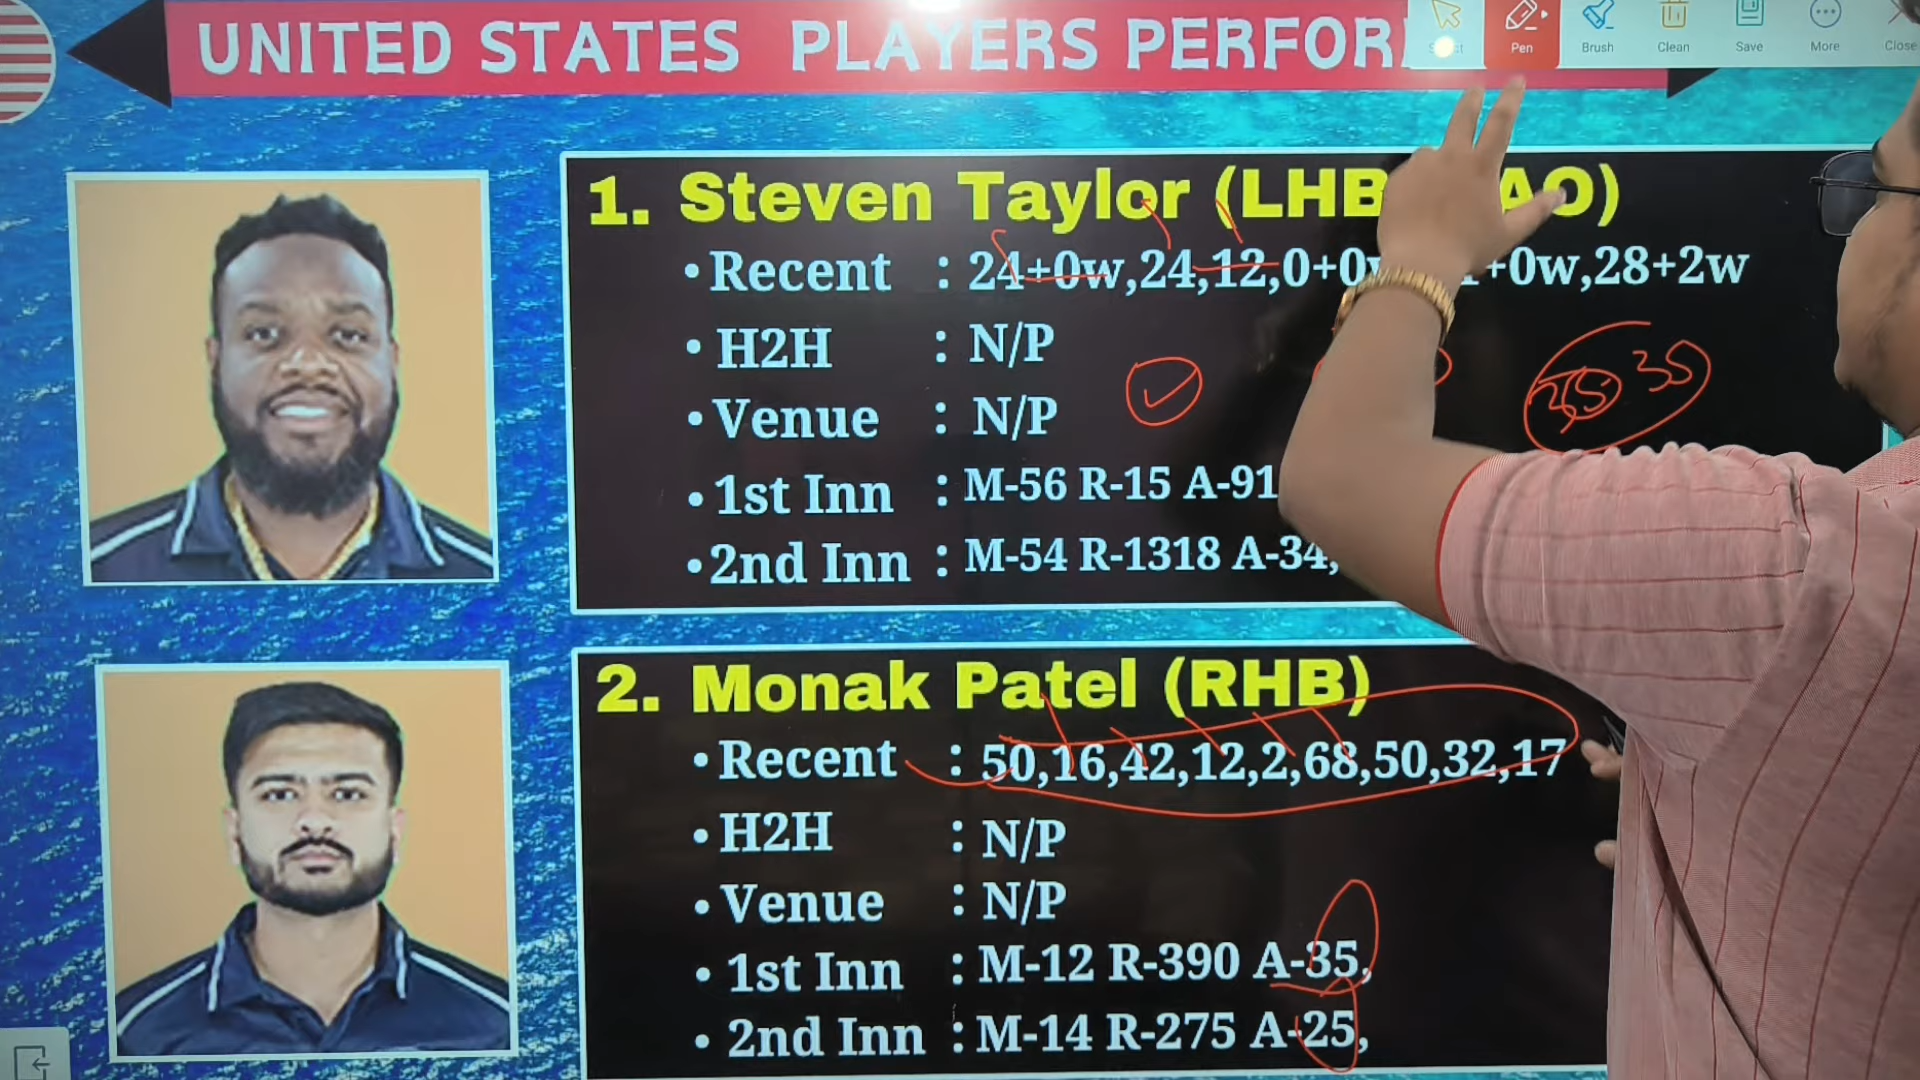 UNITED STATES PLAYERS PERFOR
Pen
Brush
Clean
Save
More
Close
1. Steven Taylor (LHB AO)
• Recent : 24+0w,24,12,0+0 +0w,28+2w
• H2H : N/P
25 35
• Venue : N/P
• 1st Inn : M-56 R-15 A-91
• 2nd Inn : M-54 R-1318 A-34,
2. Monak Patel (RHB)
• Recent : 50,16,42,12,2,68,50,32,17
• H2H : N/P
• Venue : N/P
• 1st Inn : M-12 R-390 A-35,
• 2nd Inn : M-14 R-275 A-25,